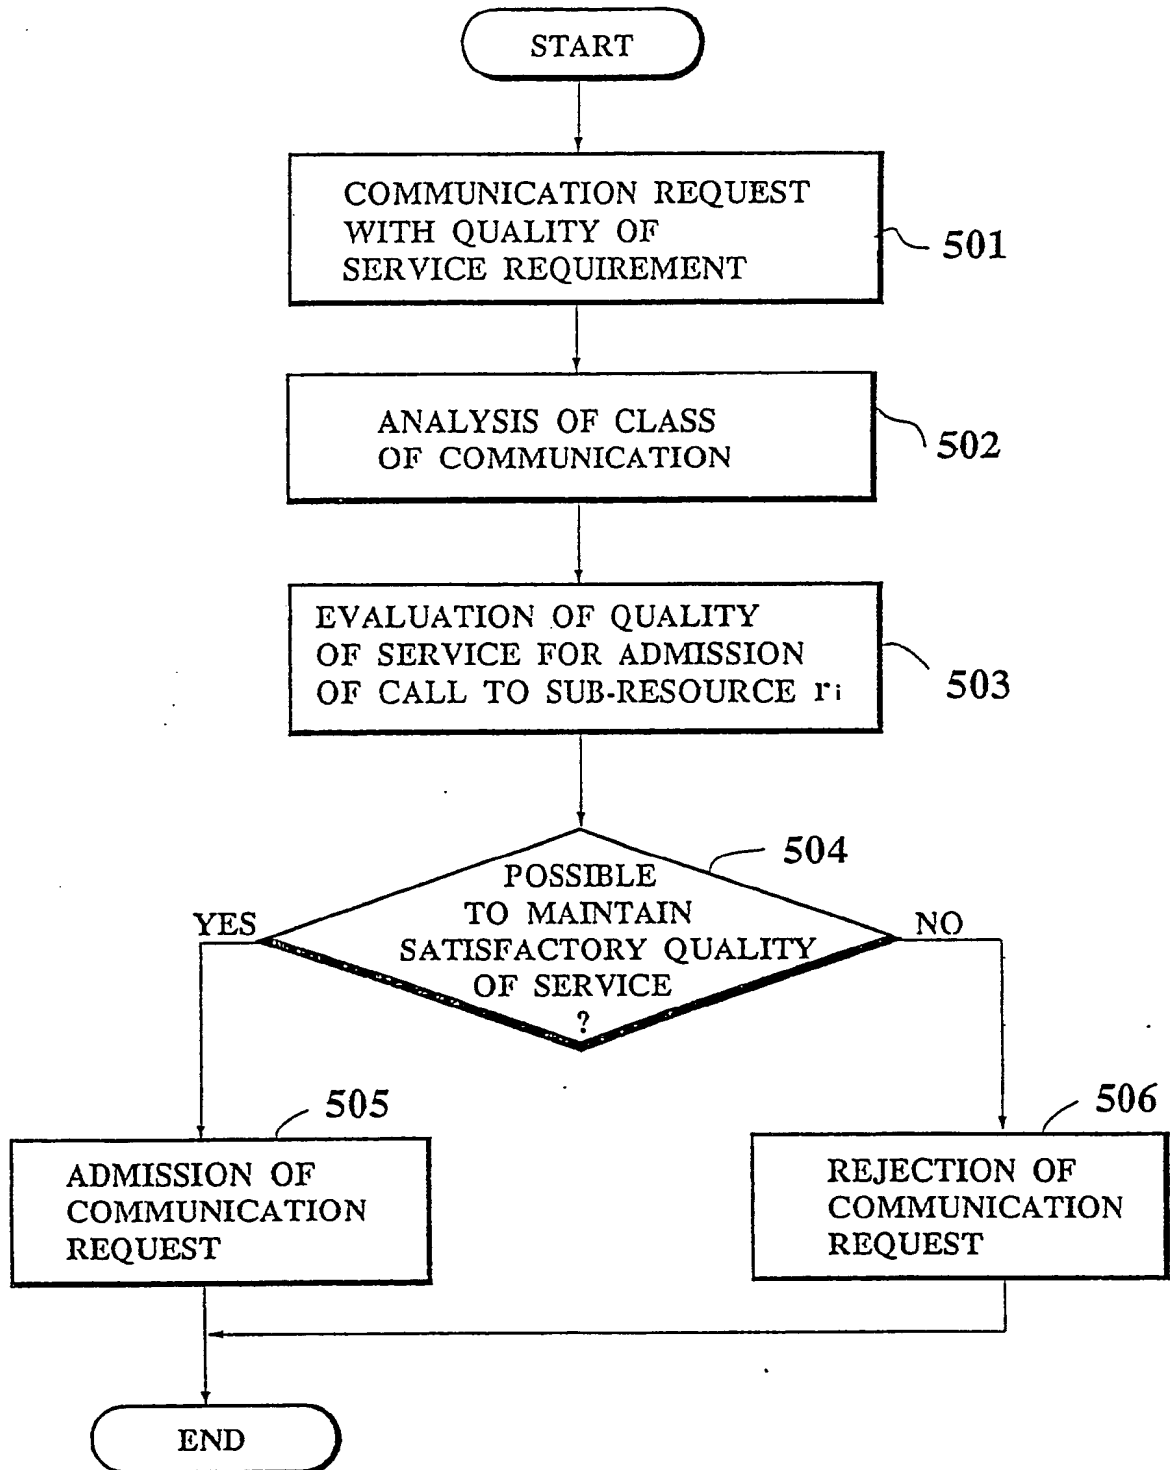 START
COMMUNICATION REQUEST
WITH QUALITY OF
SERVICE REQUIREMENT
501
ANALYSIS OF CLASS
OF COMMUNICATION
502
EVALUATION OF QUALITY
OF SERVICE FOR ADMISSION
OF CALL TO SUB-RESOURCE ri
503
504
POSSIBLE
TO MAINTAIN
SATISFACTORY QUALITY
OF SERVICE
?
YES
NO
505
ADMISSION OF
COMMUNICATION
REQUEST
506
REJECTION OF
COMMUNICATION
REQUEST
END